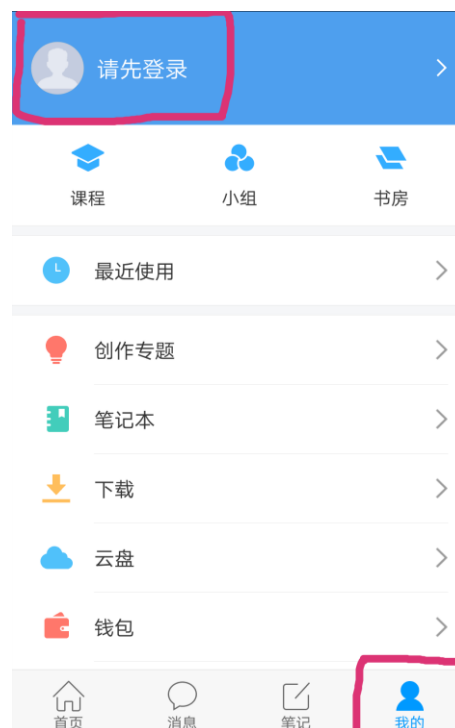 请先登录
课程 小组 书房
最近使用
创作专题
笔记本
下载
云盘
钱包
首页 消息 笔记 我的